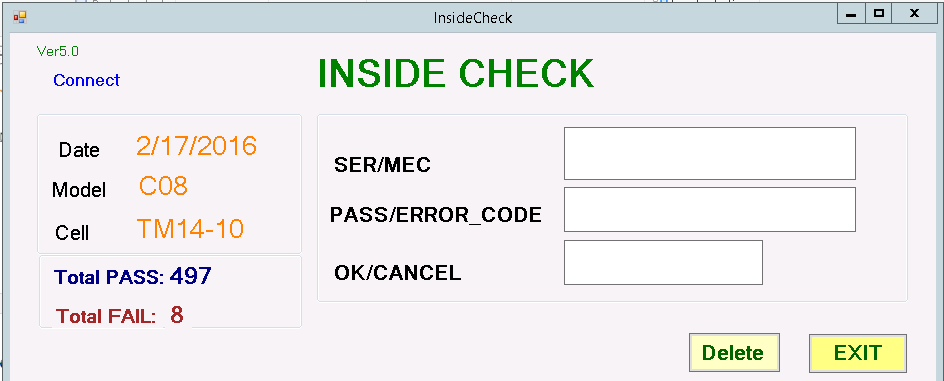 InsideCheck
Ver5.0
Connect
INSIDE CHECK
Date 2/17/2016
Model C08
Cell TM14-10
Total PASS: 497
Total FAIL: 8
SER/MEC
PASS/ERROR_CODE
OK/CANCEL
Delete
EXIT